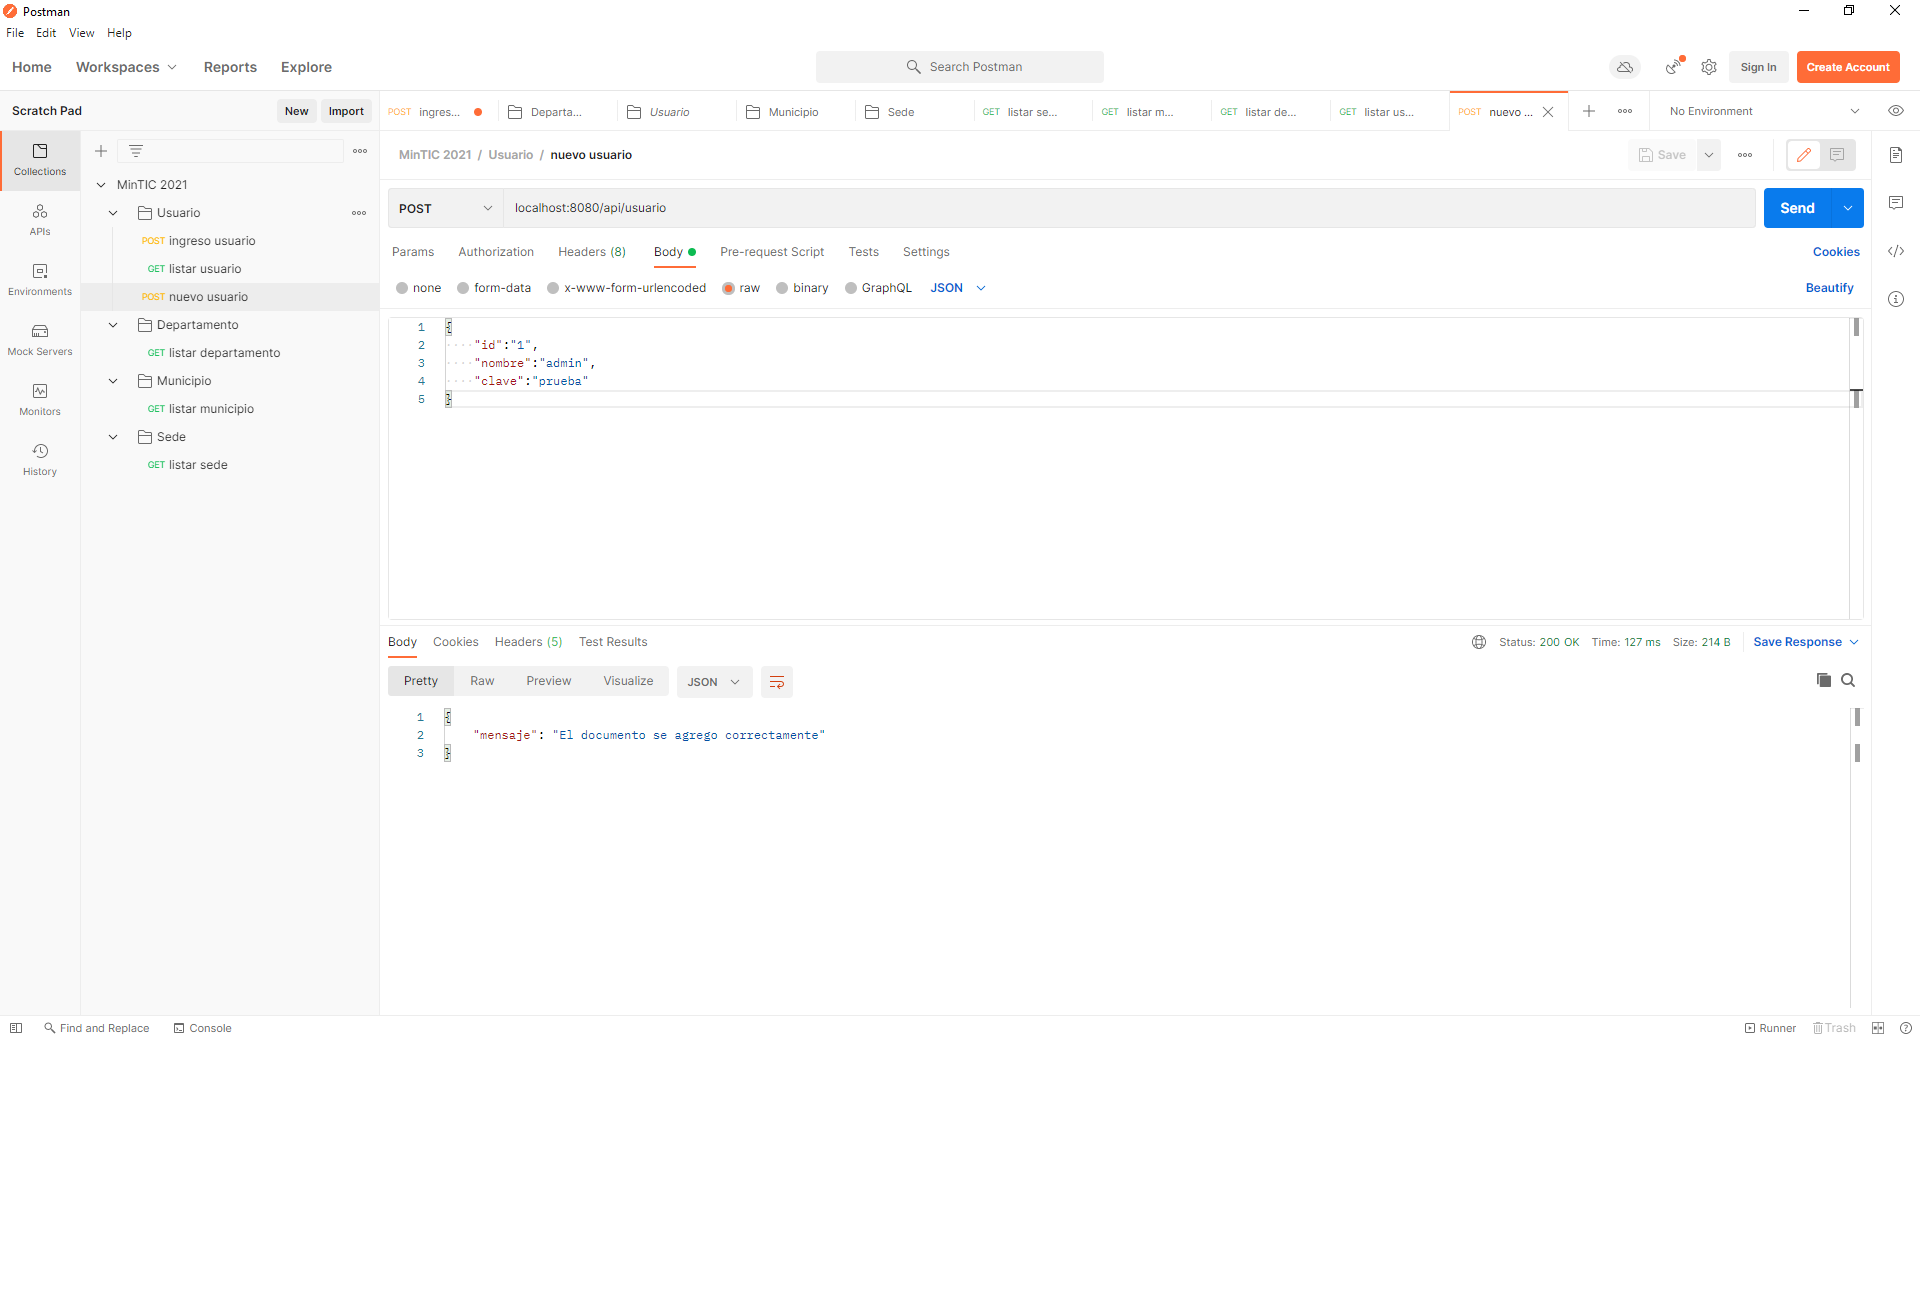 Postman
File Edit View Help
Home Workspaces Reports Explore Search Postman Sign In Create Account
Scratch Pad New Import
POST ingres... Departa... Usuario Municipio Sede GET listar se... GET listar m... GET listar de... GET listar us... POST nuevo ... No Environment
Collections
APIs
Environments
Mock Servers
Monitors
History
MinTIC 2021
Usuario
POST ingreso usuario
GET listar usuario
POST nuevo usuario
Departamento
GET listar departamento
Municipio
GET listar municipio
Sede
GET listar sede
MinTIC 2021 / Usuario / nuevo usuario Save
POST localhost:8080/api/usuario Send
Params Authorization Headers (8) Body Pre-request Script Tests Settings Cookies
none form-data x-www-form-urlencoded raw binary GraphQL JSON Beautify
1 {
2 ····"id":"1",
3 ····"nombre":"admin",
4 ····"clave":"prueba"
5 }
Body Cookies Headers (5) Test Results Status: 200 OK Time: 127 ms Size: 214 B Save Response
Pretty Raw Preview Visualize JSON
1 {
2 "mensaje": "El documento se agrego correctamente"
3 }
Find and Replace Console Runner Trash